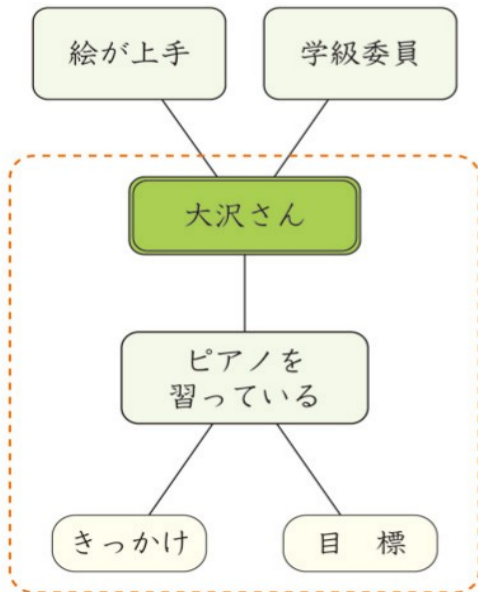 絵が上手
学級委員
大沢さん
ピアノを
習っている
きっかけ
目　標